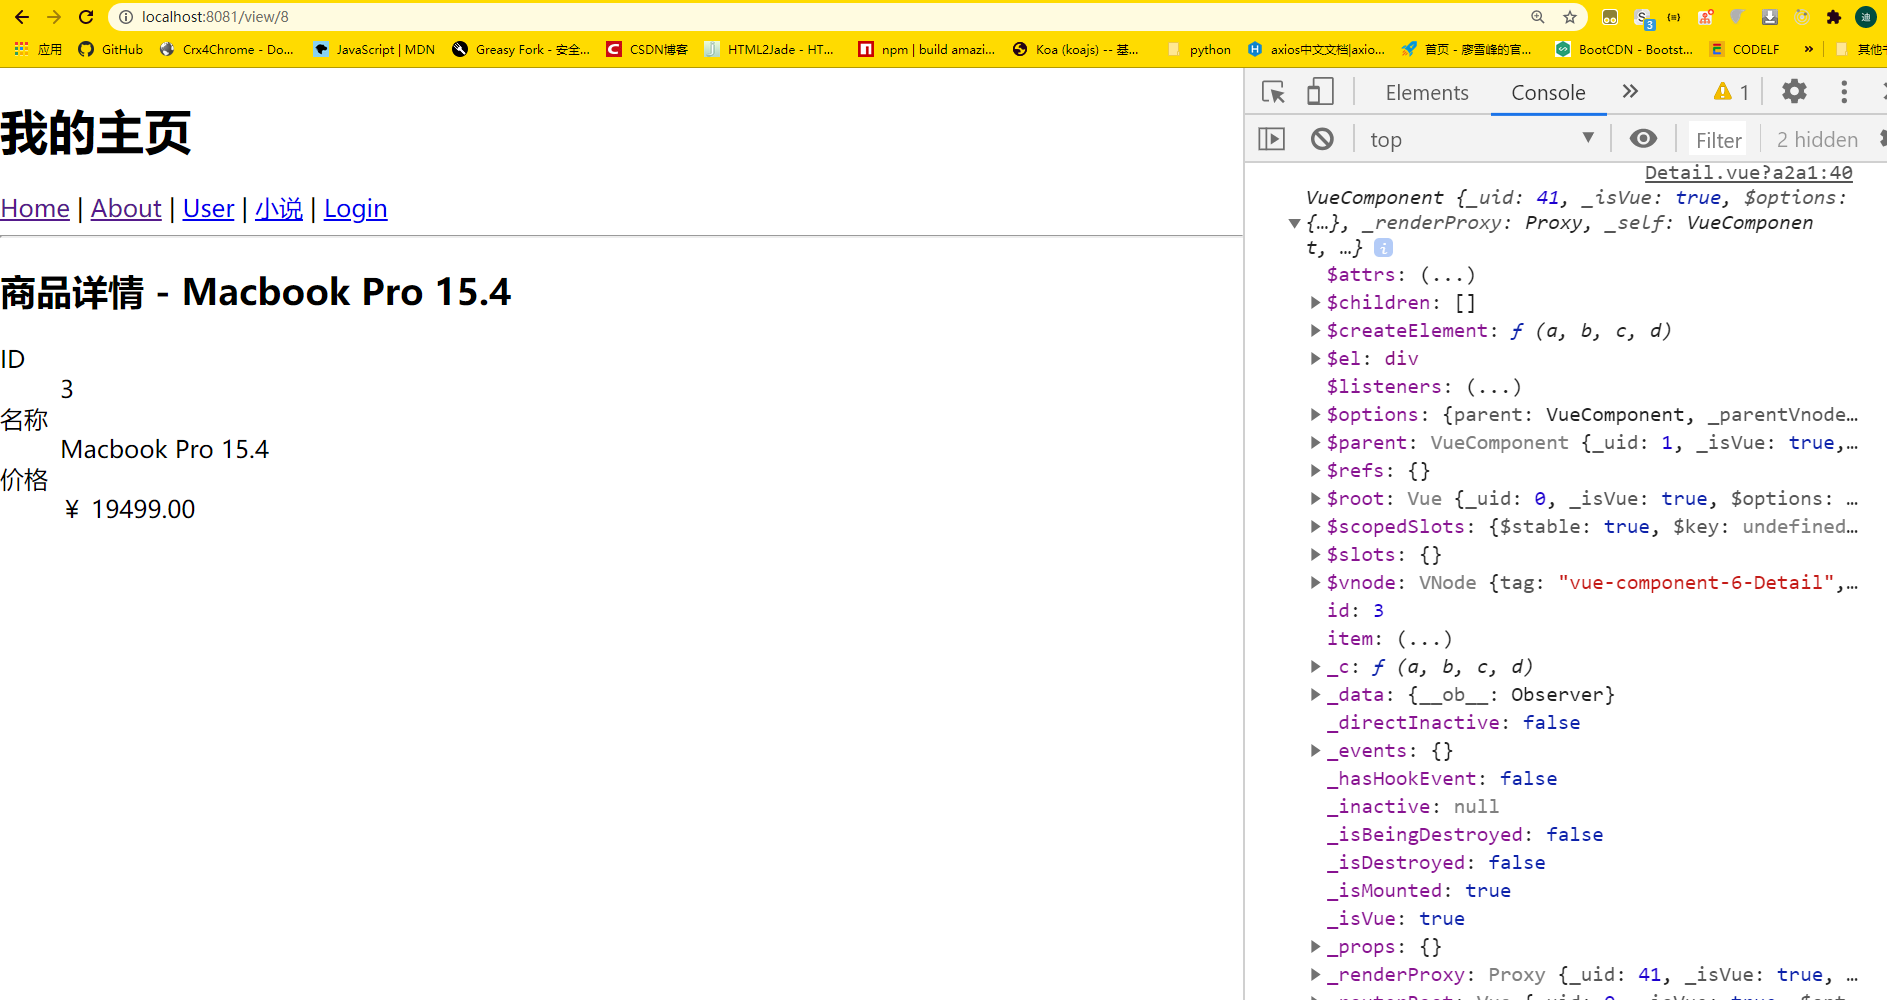 localhost:8081/view/8
应用 GitHub Crx4Chrome - Do... JavaScript | MDN Greasy Fork - 安全... CSDN博客 HTML2Jade - HT... npm | build amazi... Koa (koajs) -- 基... python axios中文文档|axio... 首页 - 廖雪峰的官... BootCDN - Bootst... CODELF » 其他
我的主页
Home | About | User | 小说 | Login
商品详情 - Macbook Pro 15.4
ID
3
名称
Macbook Pro 15.4
价格
¥ 19499.00
Elements Console » 1
top Filter 2 hidden
Detail.vue?a2a1:40
VueComponent {_uid: 41, _isVue: true, $options:
{…}, _renderProxy: Proxy, _self: VueComponen
t, …} i
$attrs: (...)
$children: []
$createElement: ƒ (a, b, c, d)
$el: div
$listeners: (...)
$options: {parent: VueComponent, _parentVnode…
$parent: VueComponent {_uid: 1, _isVue: true,…
$refs: {}
$root: Vue {_uid: 0, _isVue: true, $options: …
$scopedSlots: {$stable: true, $key: undefined…
$slots: {}
$vnode: VNode {tag: "vue-component-6-Detail",…
id: 3
item: (...)
_c: ƒ (a, b, c, d)
_data: {__ob__: Observer}
_directInactive: false
_events: {}
_hasHookEvent: false
_inactive: null
_isBeingDestroyed: false
_isDestroyed: false
_isMounted: true
_isVue: true
_props: {}
_renderProxy: Proxy {_uid: 41, _isVue: true, …